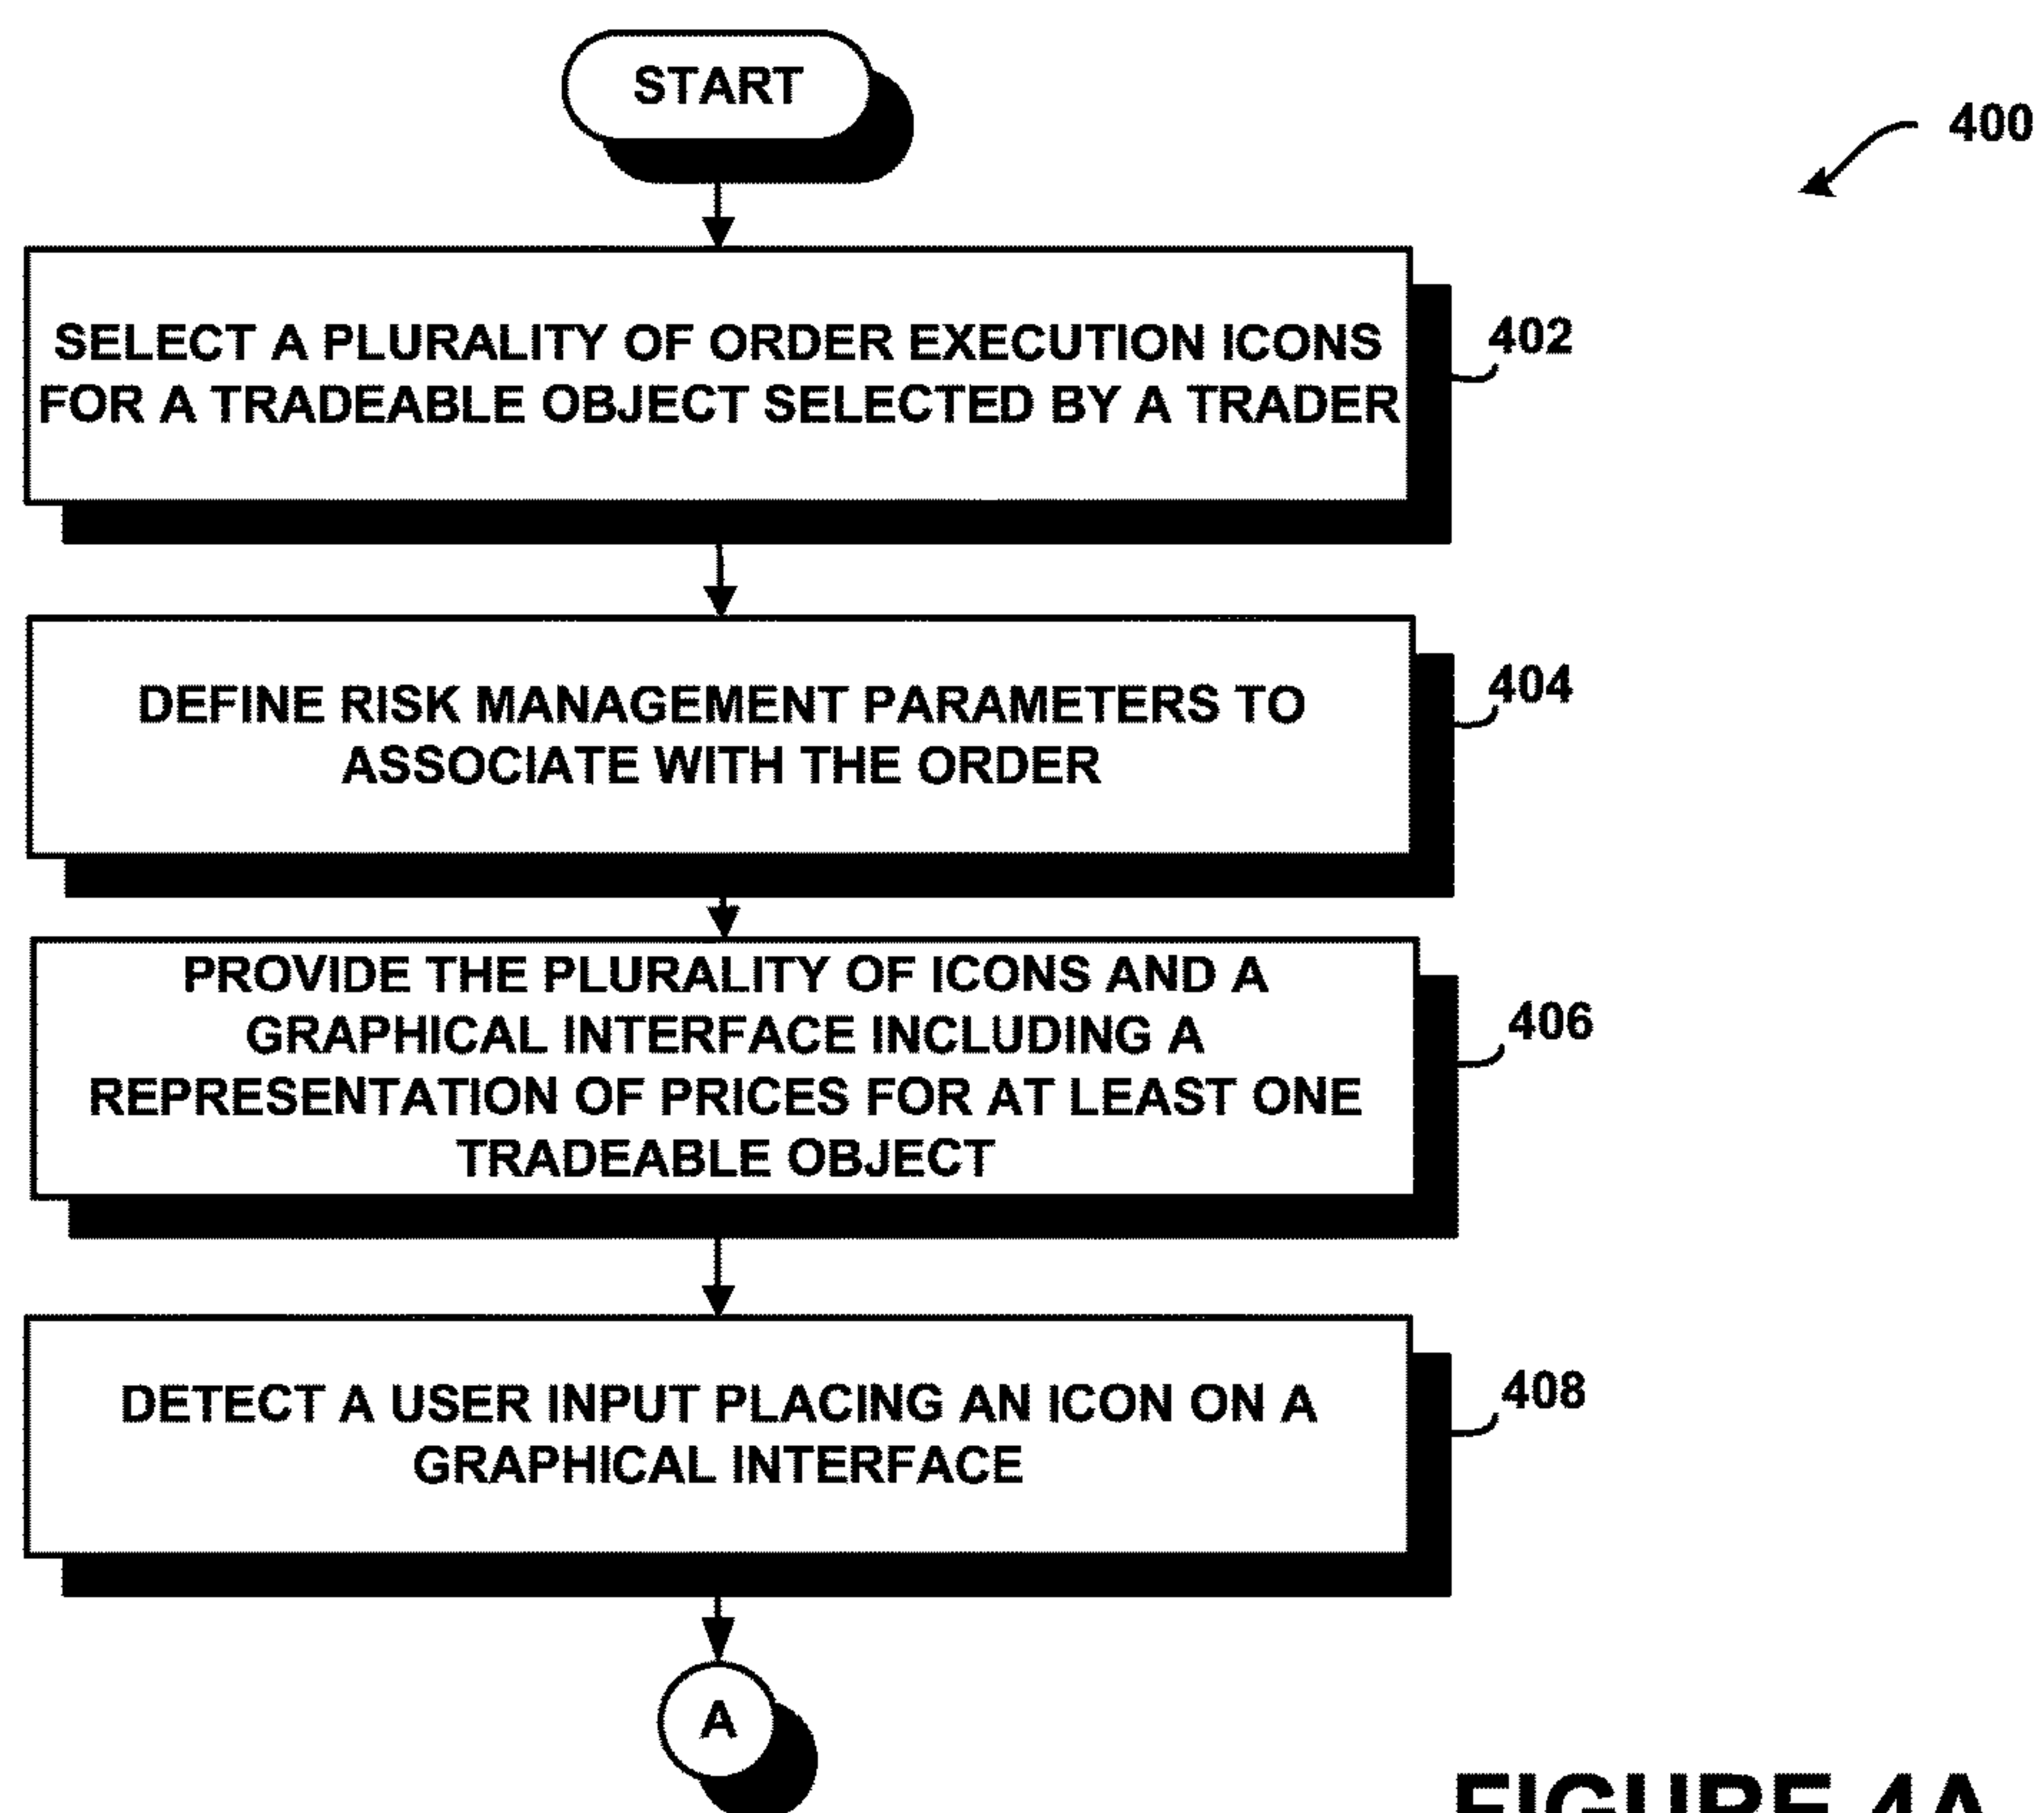 START
400
SELECT A PLURALITY OF ORDER EXECUTION ICONS
FOR A TRADEABLE OBJECT SELECTED BY A TRADER
402
DEFINE RISK MANAGEMENT PARAMETERS TO
ASSOCIATE WITH THE ORDER
404
PROVIDE THE PLURALITY OF ICONS AND A
GRAPHICAL INTERFACE INCLUDING A
REPRESENTATION OF PRICES FOR AT LEAST ONE
TRADEABLE OBJECT
406
DETECT A USER INPUT PLACING AN ICON ON A
GRAPHICAL INTERFACE
408
A
FIGURE 4A